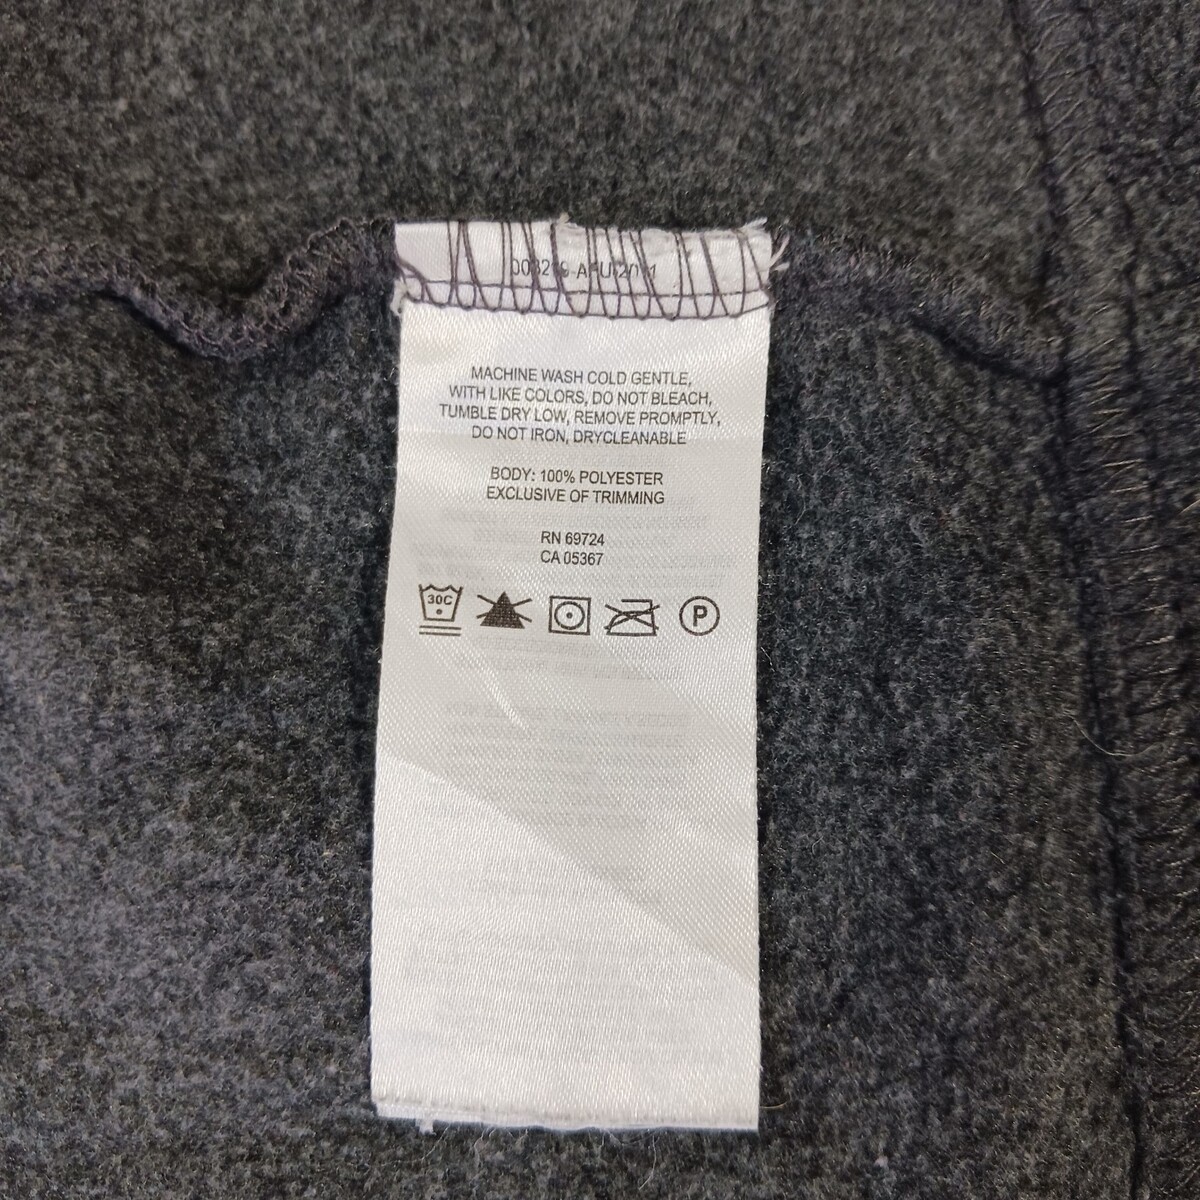 MACHINE WASH COLD GENTLE,
WITH LIKE COLORS, DO NOT BLEACH,
TUMBLE DRY LOW, REMOVE PROMPTLY,
DO NOT IRON, DRYCLEANABLE
BODY: 100% POLYESTER
EXCLUSIVE OF TRIMMING
RN 69724
CA 05367
30C
P